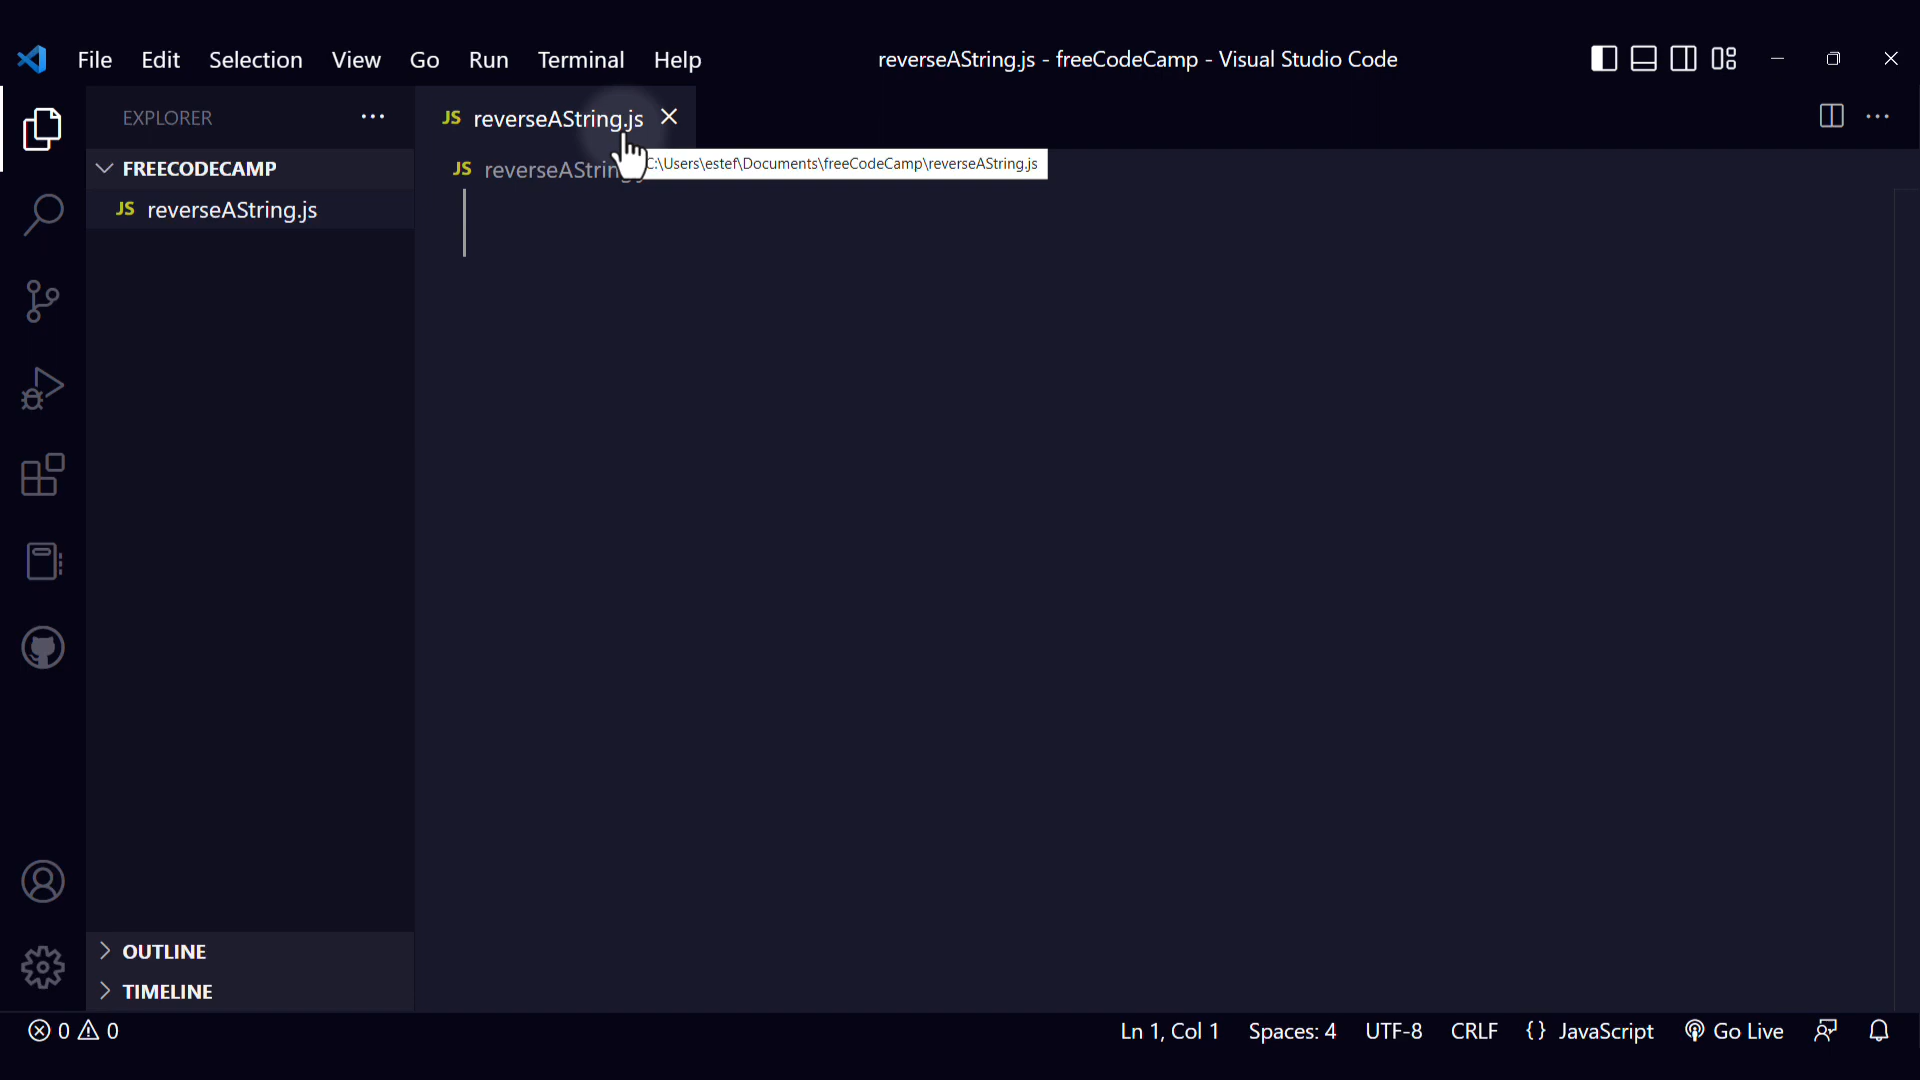 File Edit Selection View Go Run Terminal Help reverseAString.js - freeCodeCamp - Visual Studio Code
EXPLORER ···
JS reverseAString.js
FREECODECAMP
JS reverseAString.js
JS
C:\Users\estef\Documents\freeCodeCamp\reverseAString.js
OUTLINE
TIMELINE
0 0 Ln 1, Col 1 Spaces: 4 UTF-8 CRLF {} JavaScript Go Live